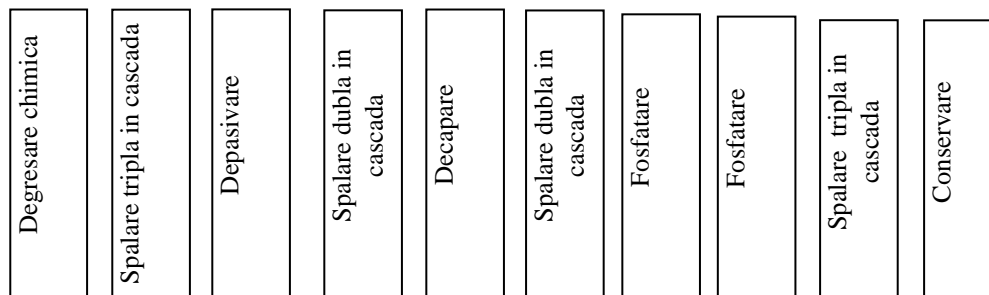 Degresare chimica
Spalare tripla in cascada
Depasivare
Spalare dubla in
cascada
Decapare
Spalare dubla in
cascada
Fosfatare
Fosfatare
Spalare tripla in
cascada
Conservare